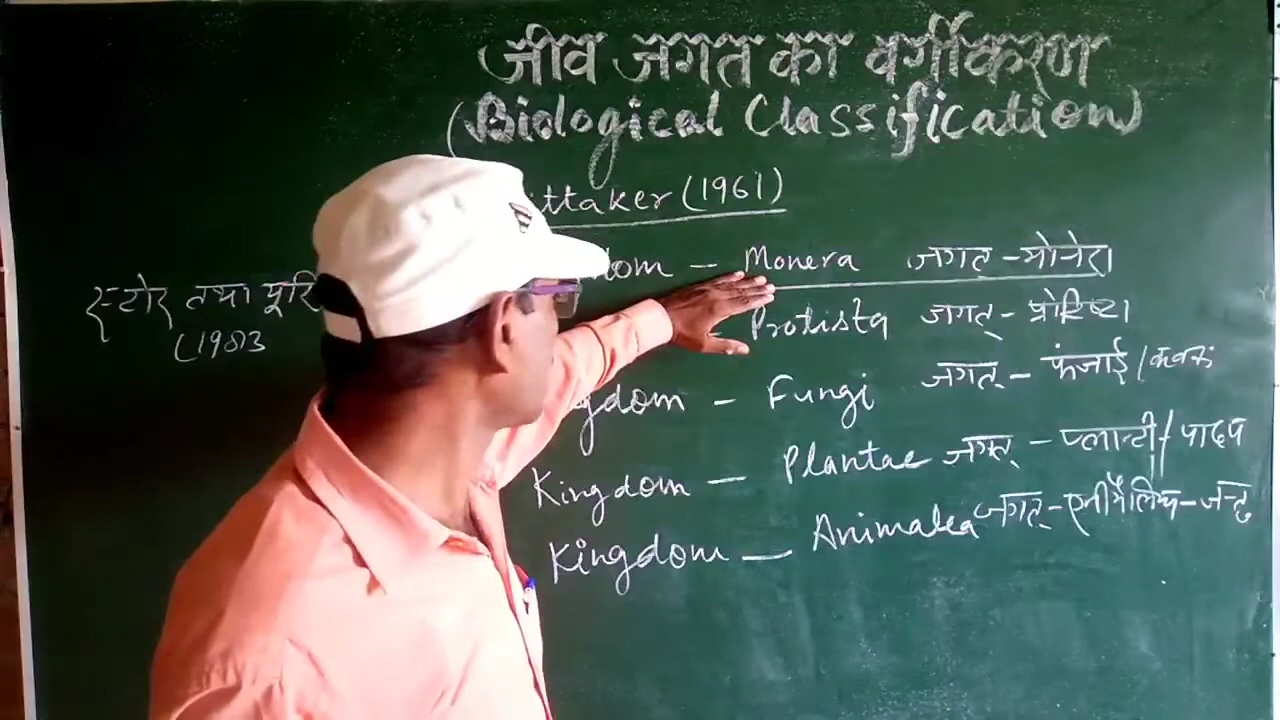 जीव जगत का वर्गीकरण
(Biological Classification)
ittaker (1961)
dom – Monera जगत – मोनेरा
Protista जगत् – प्रोटिष्टा
स्टोर तथा
(1983
gdom – Fungi जगत् – फंजाई / कवक
Kingdom – Plantae जगत् – प्लान्टी / पादप
Kingdom – Animalea जगत् – एनीमैलिया – जन्तु